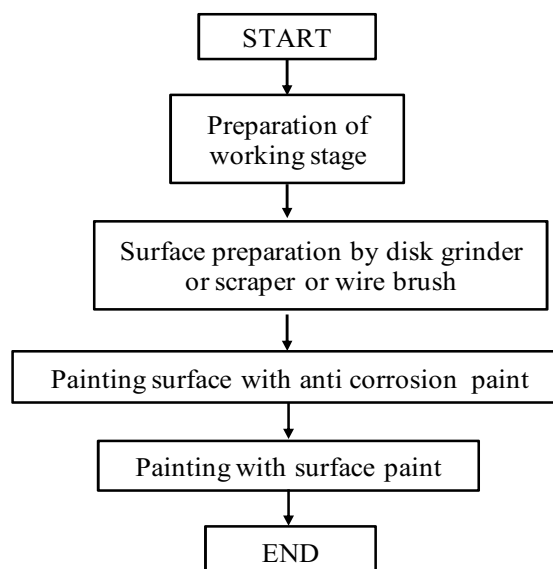 START
Preparation of
working stage
Surface preparation by disk grinder
or scraper or wire brush
Painting surface with anti corrosion paint
Painting with surface paint
END